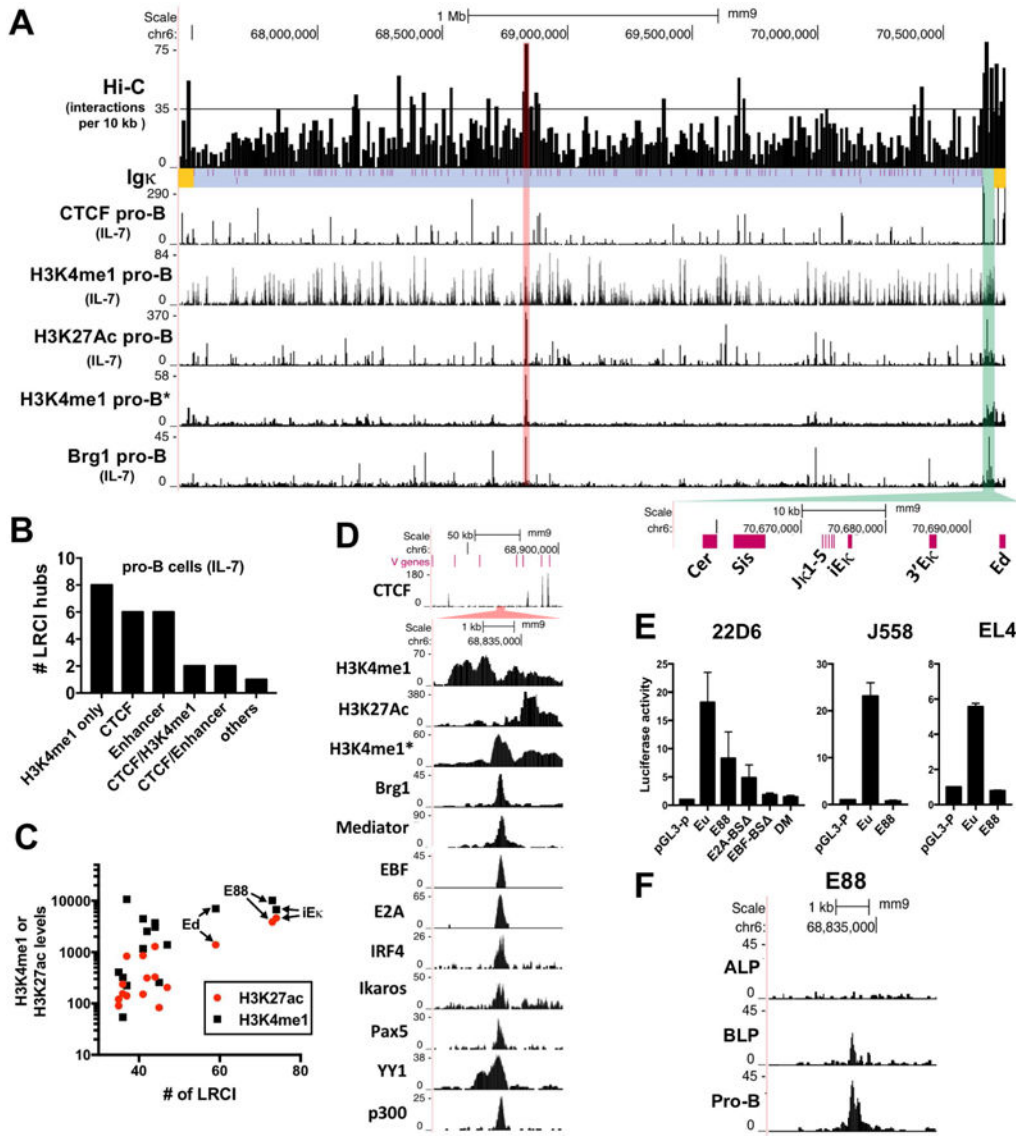 A
Scale
1 Mb
mm9
chr6:
68,000,000
68,500,000
69,000,000
69,500,000
70,000,000
70,500,000
75
Hi-C
(interactions
per 10 kb )
35
0
Igκ
290
CTCF pro-B
(IL-7)
0
84
H3K4me1 pro-B
(IL-7)
0
370
H3K27Ac pro-B
(IL-7)
0
58
H3K4me1 pro-B*
0
45
Brg1 pro-B
(IL-7)
0
Scale
10 kb
mm9
chr6:
70,670,000
70,680,000
70,690,000
Cer
Sis
Jκ1-5
iEκ
3'Eκ
Ed
B
pro-B cells (IL-7)
# LRCI hubs
10
8
6
4
2
0
H3K4me1 only
CTCF
Enhancer
CTCF/H3K4me1
CTCF/Enhancer
others
C
H3K4me1 or
H3K27ac levels
10000
1000
100
10
E88
Ed
iEκ
H3K27ac
H3K4me1
40
60
80
# of LRCI
D
Scale
50 kb
mm9
chr6:
68,900,000
V genes
180
CTCF
0
Scale
1 kb
mm9
chr6:
68,835,000
70
H3K4me1
0
380
H3K27Ac
0
60
H3K4me1*
0
45
Brg1
0
Mediator
20
0
45
EBF
0
65
E2A
0
26
IRF4
0
50
Ikaros
0
30
Pax5
0
38
YY1
0
25
p300
0
E
22D6
J558
EL4
Luciferase activity
25
20
15
10
5
0
pGL3-p
Eu
E88
E2A-BSΔ
EBF-BSΔ
DM
30
20
10
0
pGL3-P
Eu
E88
8
6
4
2
0
pGL3-P
Eu
E88
F
E88
Scale
1 kb
mm9
chr6:
68,835,000
45
ALP
0
45
BLP
0
45
Pro-B
0